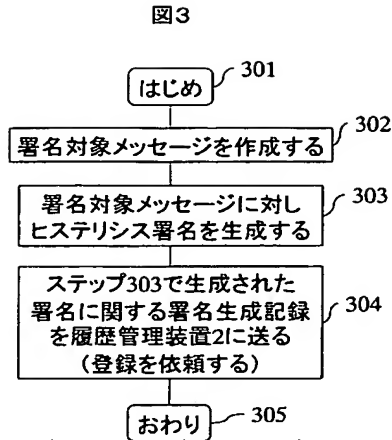 図3
はじめ
301
302
署名対象メッセージを作成する
303
署名対象メッセージに対し
ヒステリシス署名を生成する
ステップ303で生成された
署名に関する署名生成記録
を履歴管理装置2に送る
(登録を依頼する)
304
おわり
305